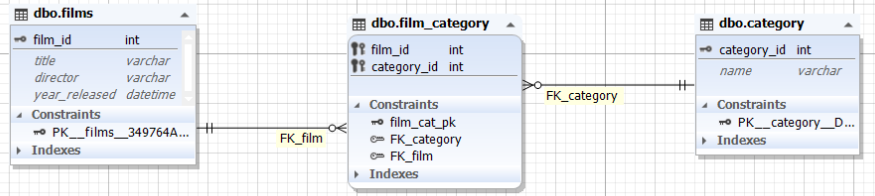 dbo.films
film_id int
title varchar
director varchar
year_released datetime
Constraints
PK__films__349764A...
Indexes
FK_film
dbo.film_category
film_id int
category_id int
Constraints
film_cat_pk
FK_category
FK_film
Indexes
FK_category
dbo.category
category_id int
name varchar
Constraints
PK__category__D...
Indexes